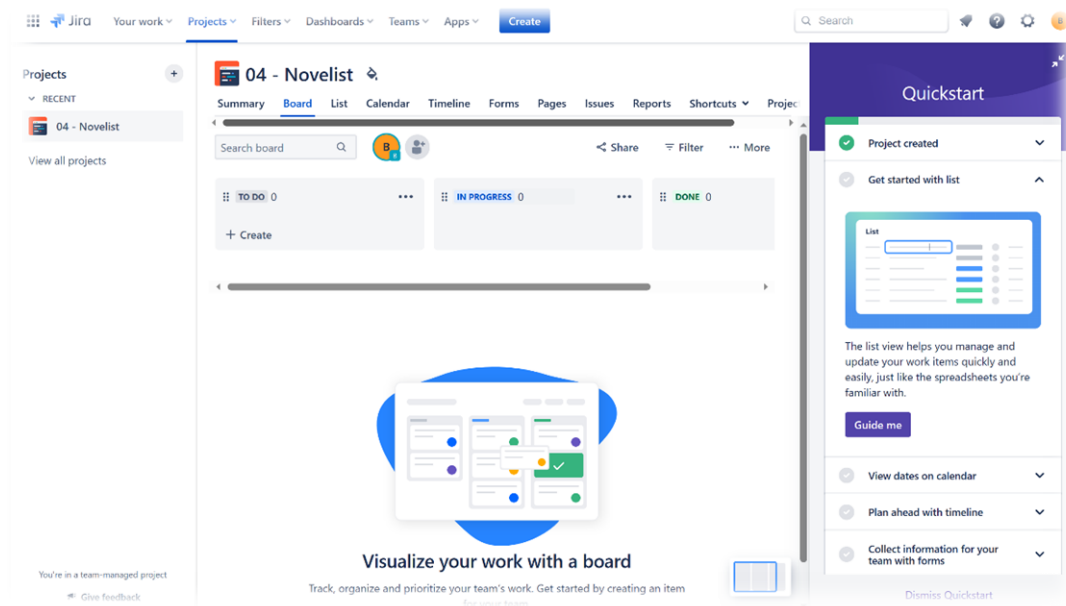 Jira
Your work
Projects
Filters
Dashboards
Teams
Apps
Create
Search
B
Projects
+
RECENT
04 - Novelist
View all projects
You're in a team-managed project
Give feedback
04 - Novelist
Summary
Board
List
Calendar
Timeline
Forms
Pages
Issues
Reports
Shortcuts
Projec
Search board
B
Share
Filter
More
TO DO 0
+ Create
IN PROGRESS 0
DONE 0
Visualize your work with a board
Track, organize and prioritize your team's work. Get started by creating an item
for your team
Quickstart
Project created
Get started with list
List
The list view helps you manage and
update your work items quickly and
easily, just like the spreadsheets you're
familiar with.
Guide me
View dates on calendar
Plan ahead with timeline
Collect information for your
team with forms
Dismiss Quickstart